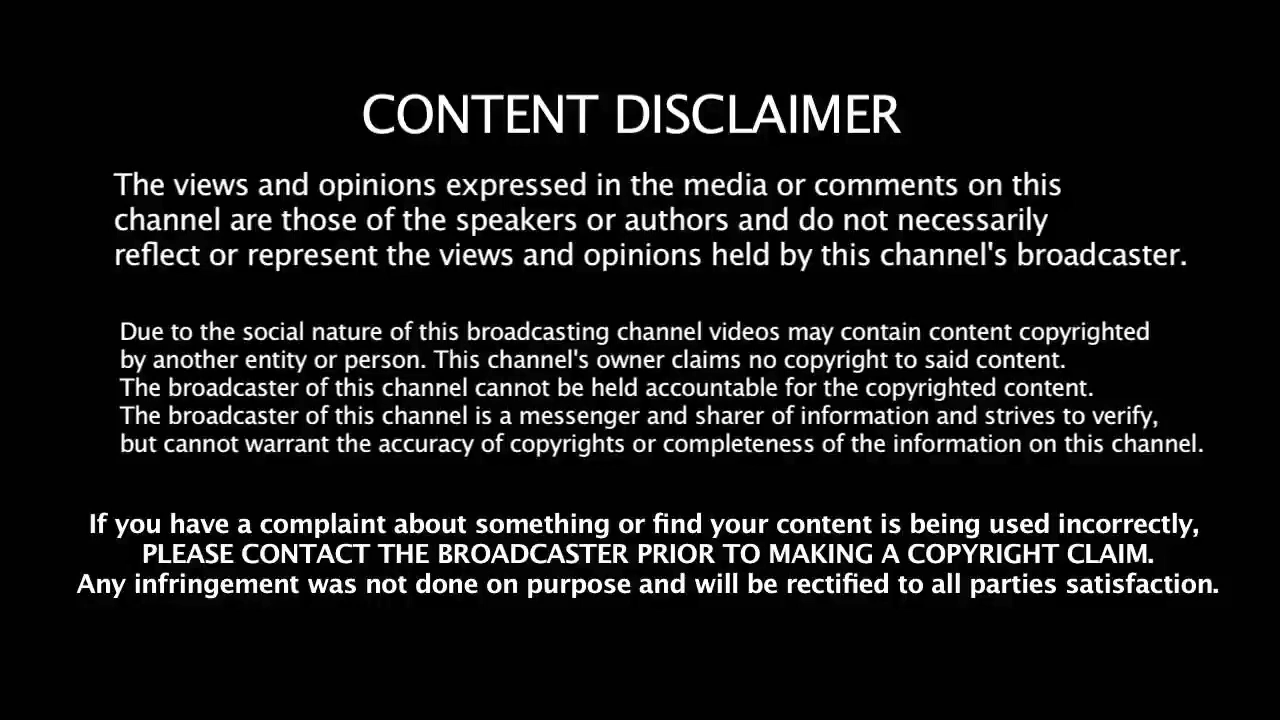 CONTENT DISCLAIMER
The views and opinions expressed in the media or comments on this
channel are those of the speakers or authors and do not necessarily
reflect or represent the views and opinions held by this channel's broadcaster.
Due to the social nature of this broadcasting channel videos may contain content copyrighted
by another entity or person. This channel's owner claims no copyright to said content.
The broadcaster of this channel cannot be held accountable for the copyrighted content.
The broadcaster of this channel is a messenger and sharer of information and strives to verify,
but cannot warrant the accuracy of copyrights or completeness of the information on this channel.
If you have a complaint about something or find your content is being used incorrectly,
PLEASE CONTACT THE BROADCASTER PRIOR TO MAKING A COPYRIGHT CLAIM.
Any infringement was not done on purpose and will be rectified to all parties satisfaction.